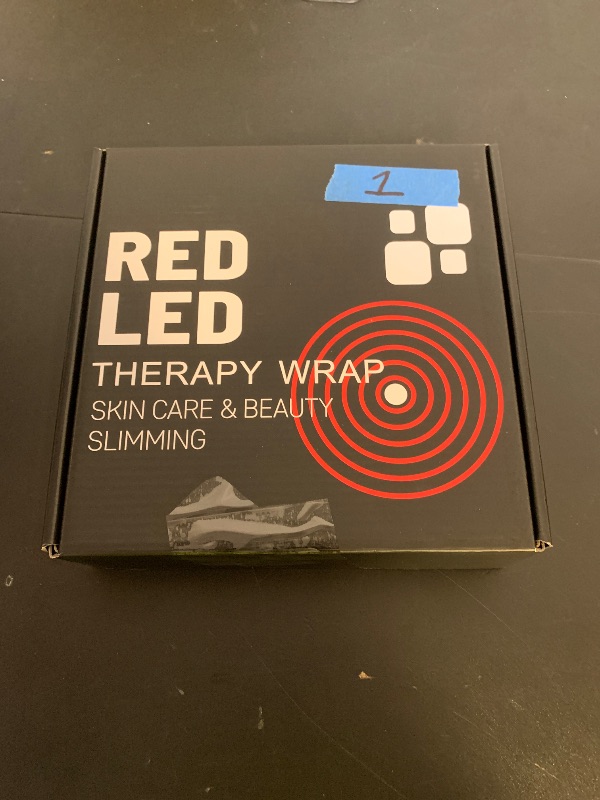 1
RED
LED
THERAPY WRAP
SKIN CARE & BEAUTY
SLIMMING